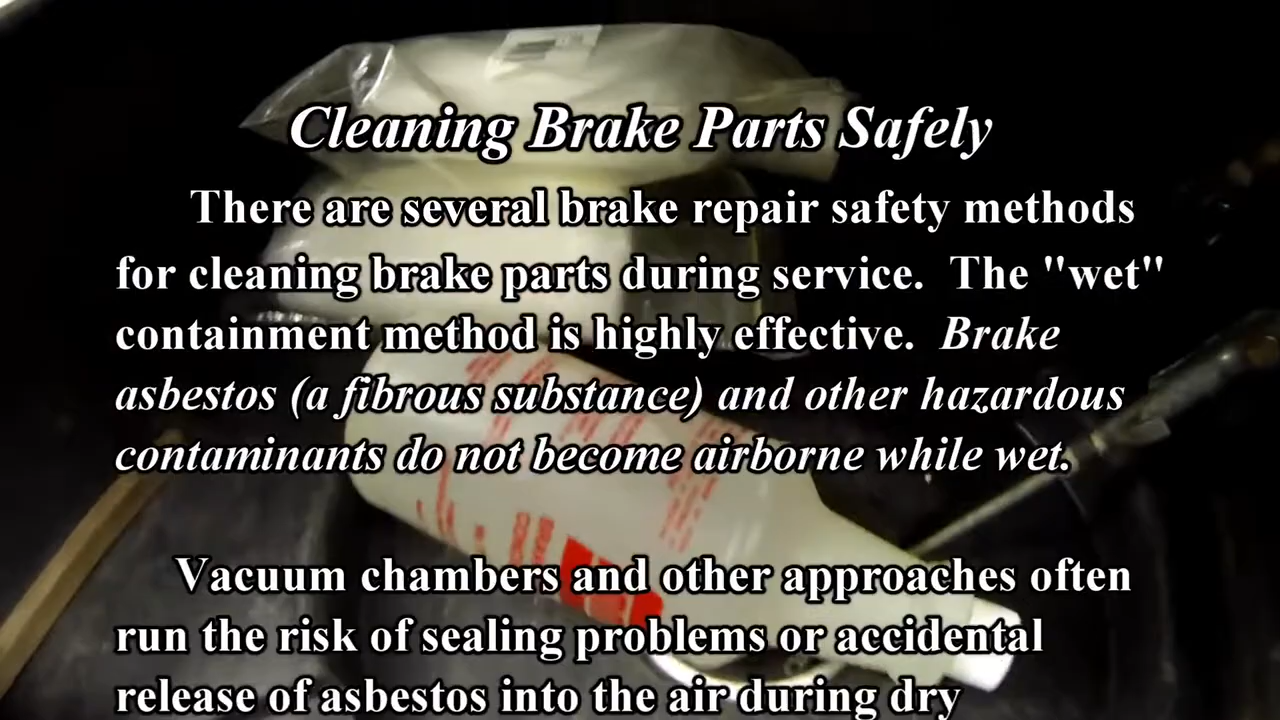 Cleaning Brake Parts Safely
There are several brake repair safety methods
for cleaning brake parts during service. The "wet"
containment method is highly effective. Brake
asbestos (a fibrous substance) and other hazardous
contaminants do not become airborne while wet.
Vacuum chambers and other approaches often
run the risk of sealing problems or accidental
release of asbestos into the air during dry